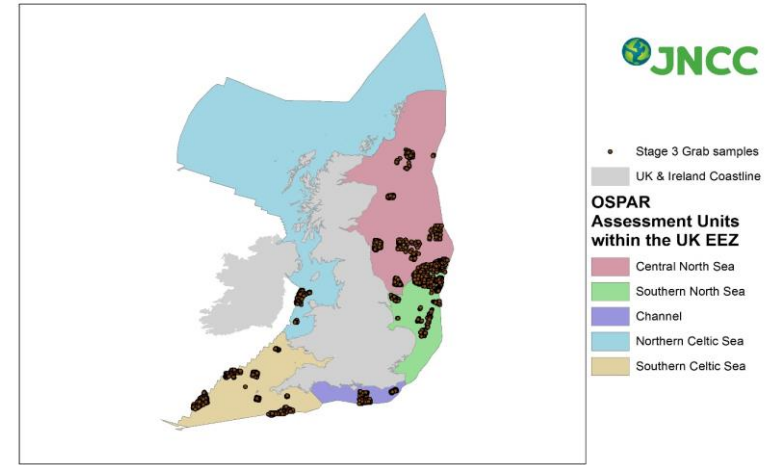 JNCC
Stage 3 Grab samples
UK & Ireland Coastline
OSPAR
Assessment Units
within the UK EEZ
Central North Sea
Southern North Sea
Channel
Northern Celtic Sea
Southern Celtic Sea